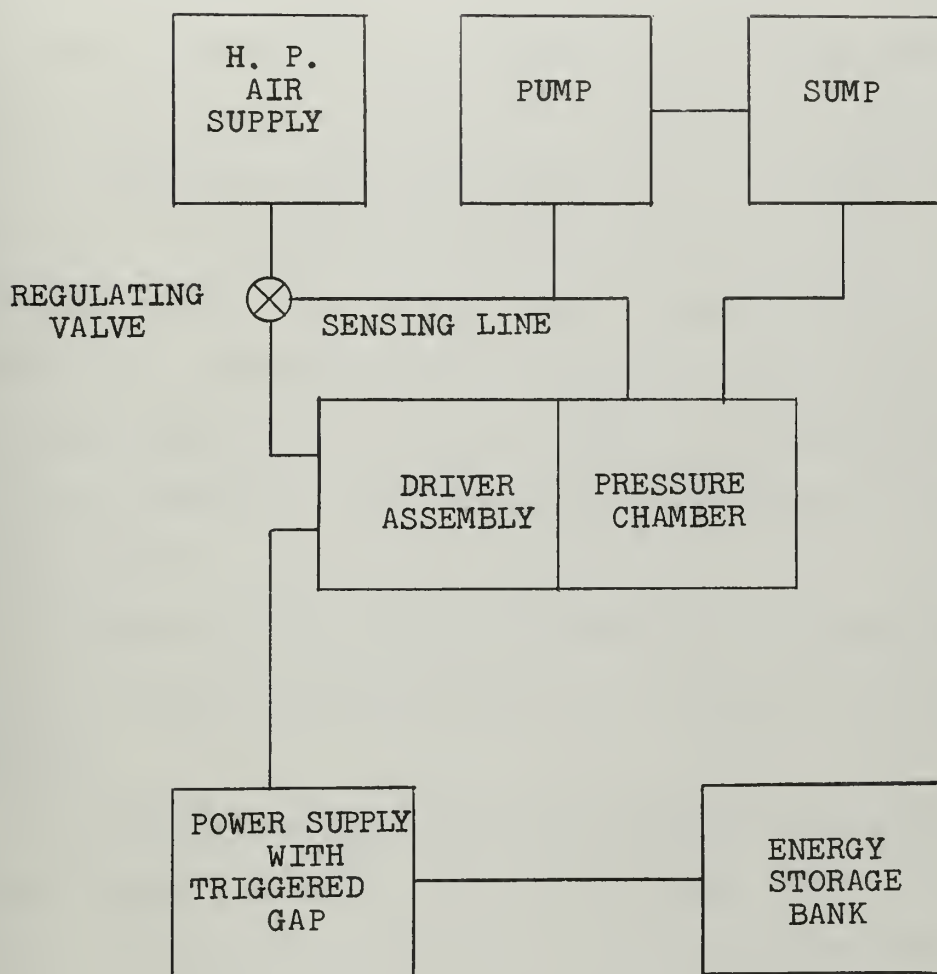 H. P.
AIR
SUPPLY
PUMP
SUMP
REGULATING
VALVE
SENSING LINE
DRIVER
ASSEMBLY
PRESSURE
CHAMBER
POWER SUPPLY
WITH
TRIGGERED
GAP
ENERGY
STORAGE
BANK